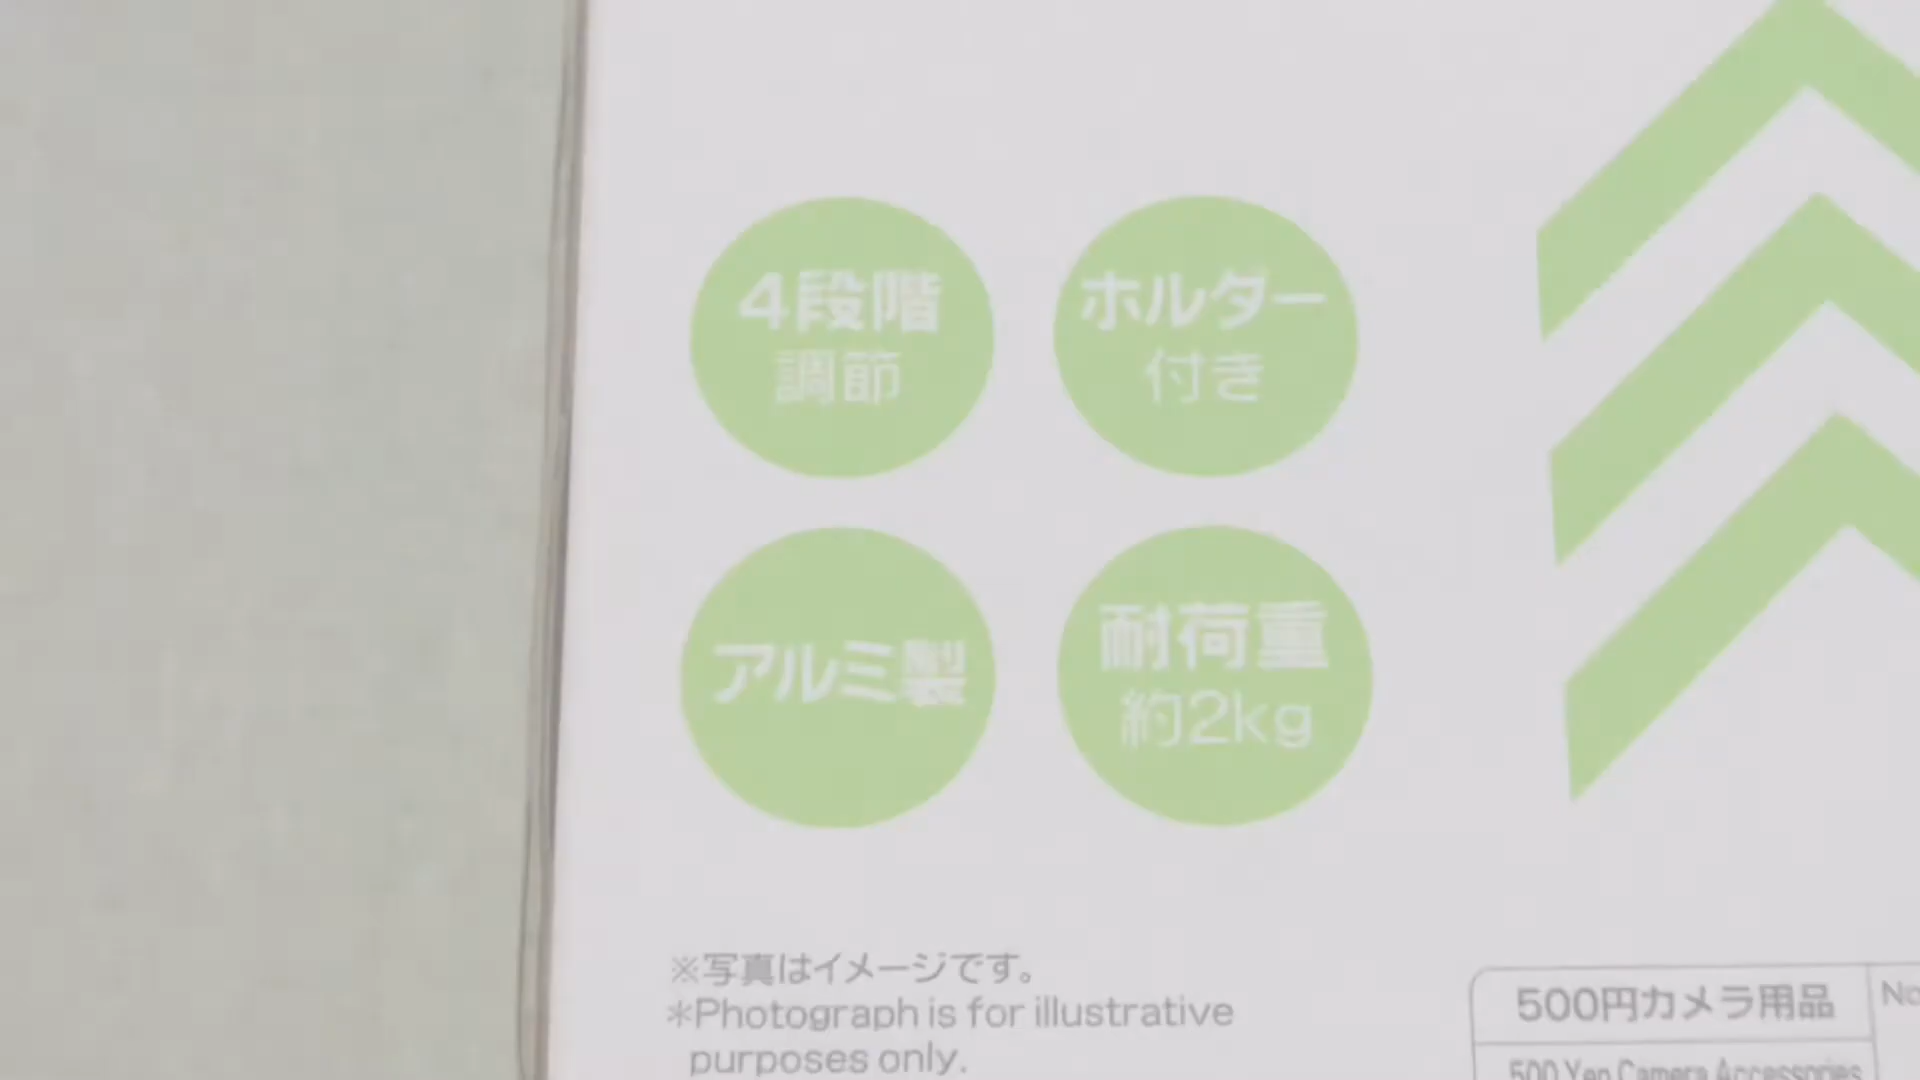 4段階
調節
ホルダー
付き
アルミ製
耐荷重
約2kg
※写真はイメージです。
*Photograph is for illustrative
purposes only.
500円カメラ用品
No
500 Yen Camera Accessories